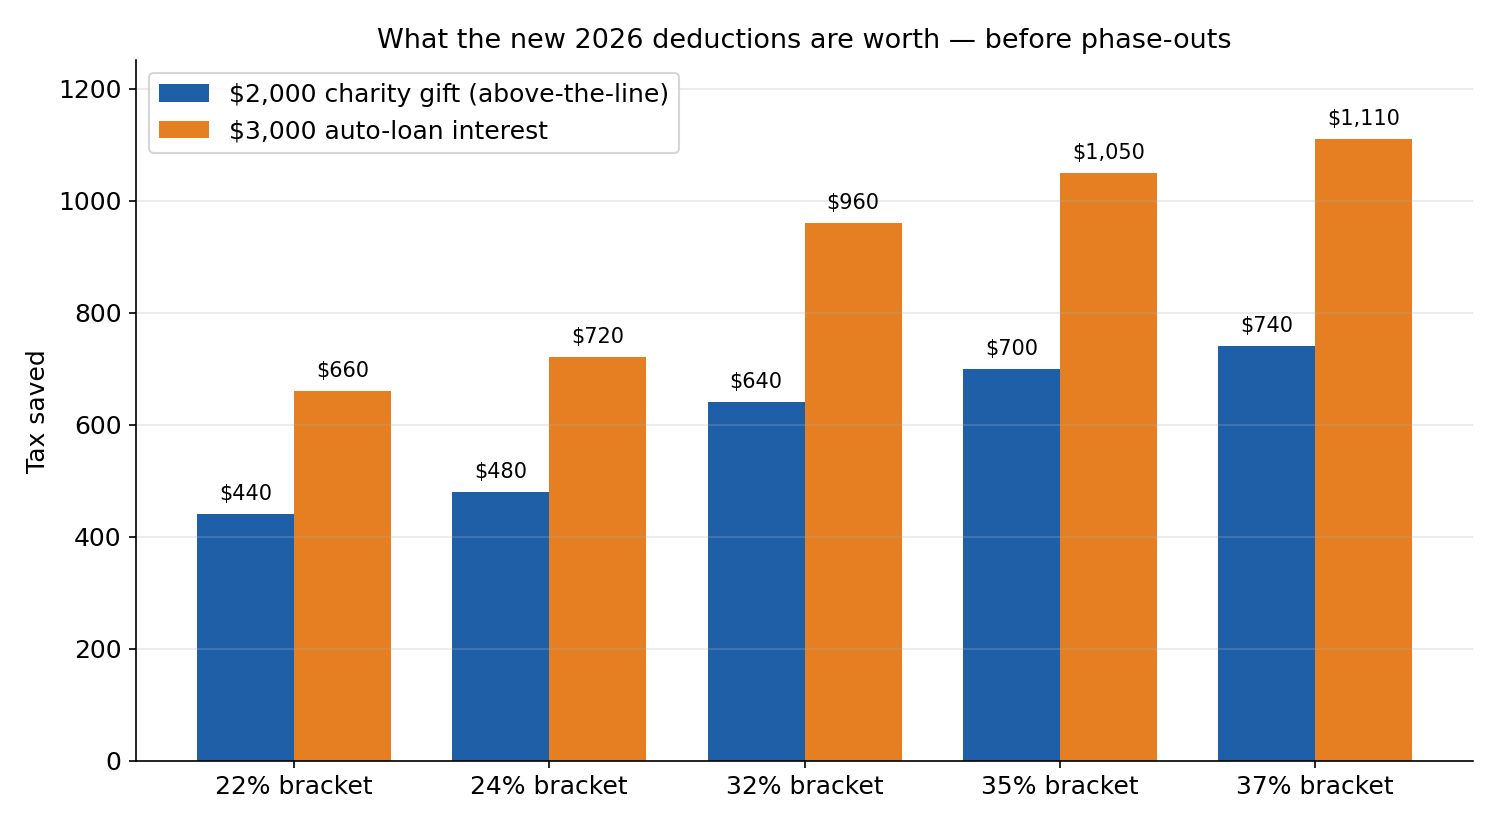 What the new 2026 deductions are worth — before phase-outs
$2,000 charity gift (above-the-line)
$3,000 auto-loan interest
Tax saved
1200
1000
800
600
400
200
0
$440
$660
$480
$720
$640
$960
$700
$1,050
$740
$1,110
22% bracket
24% bracket
32% bracket
35% bracket
37% bracket